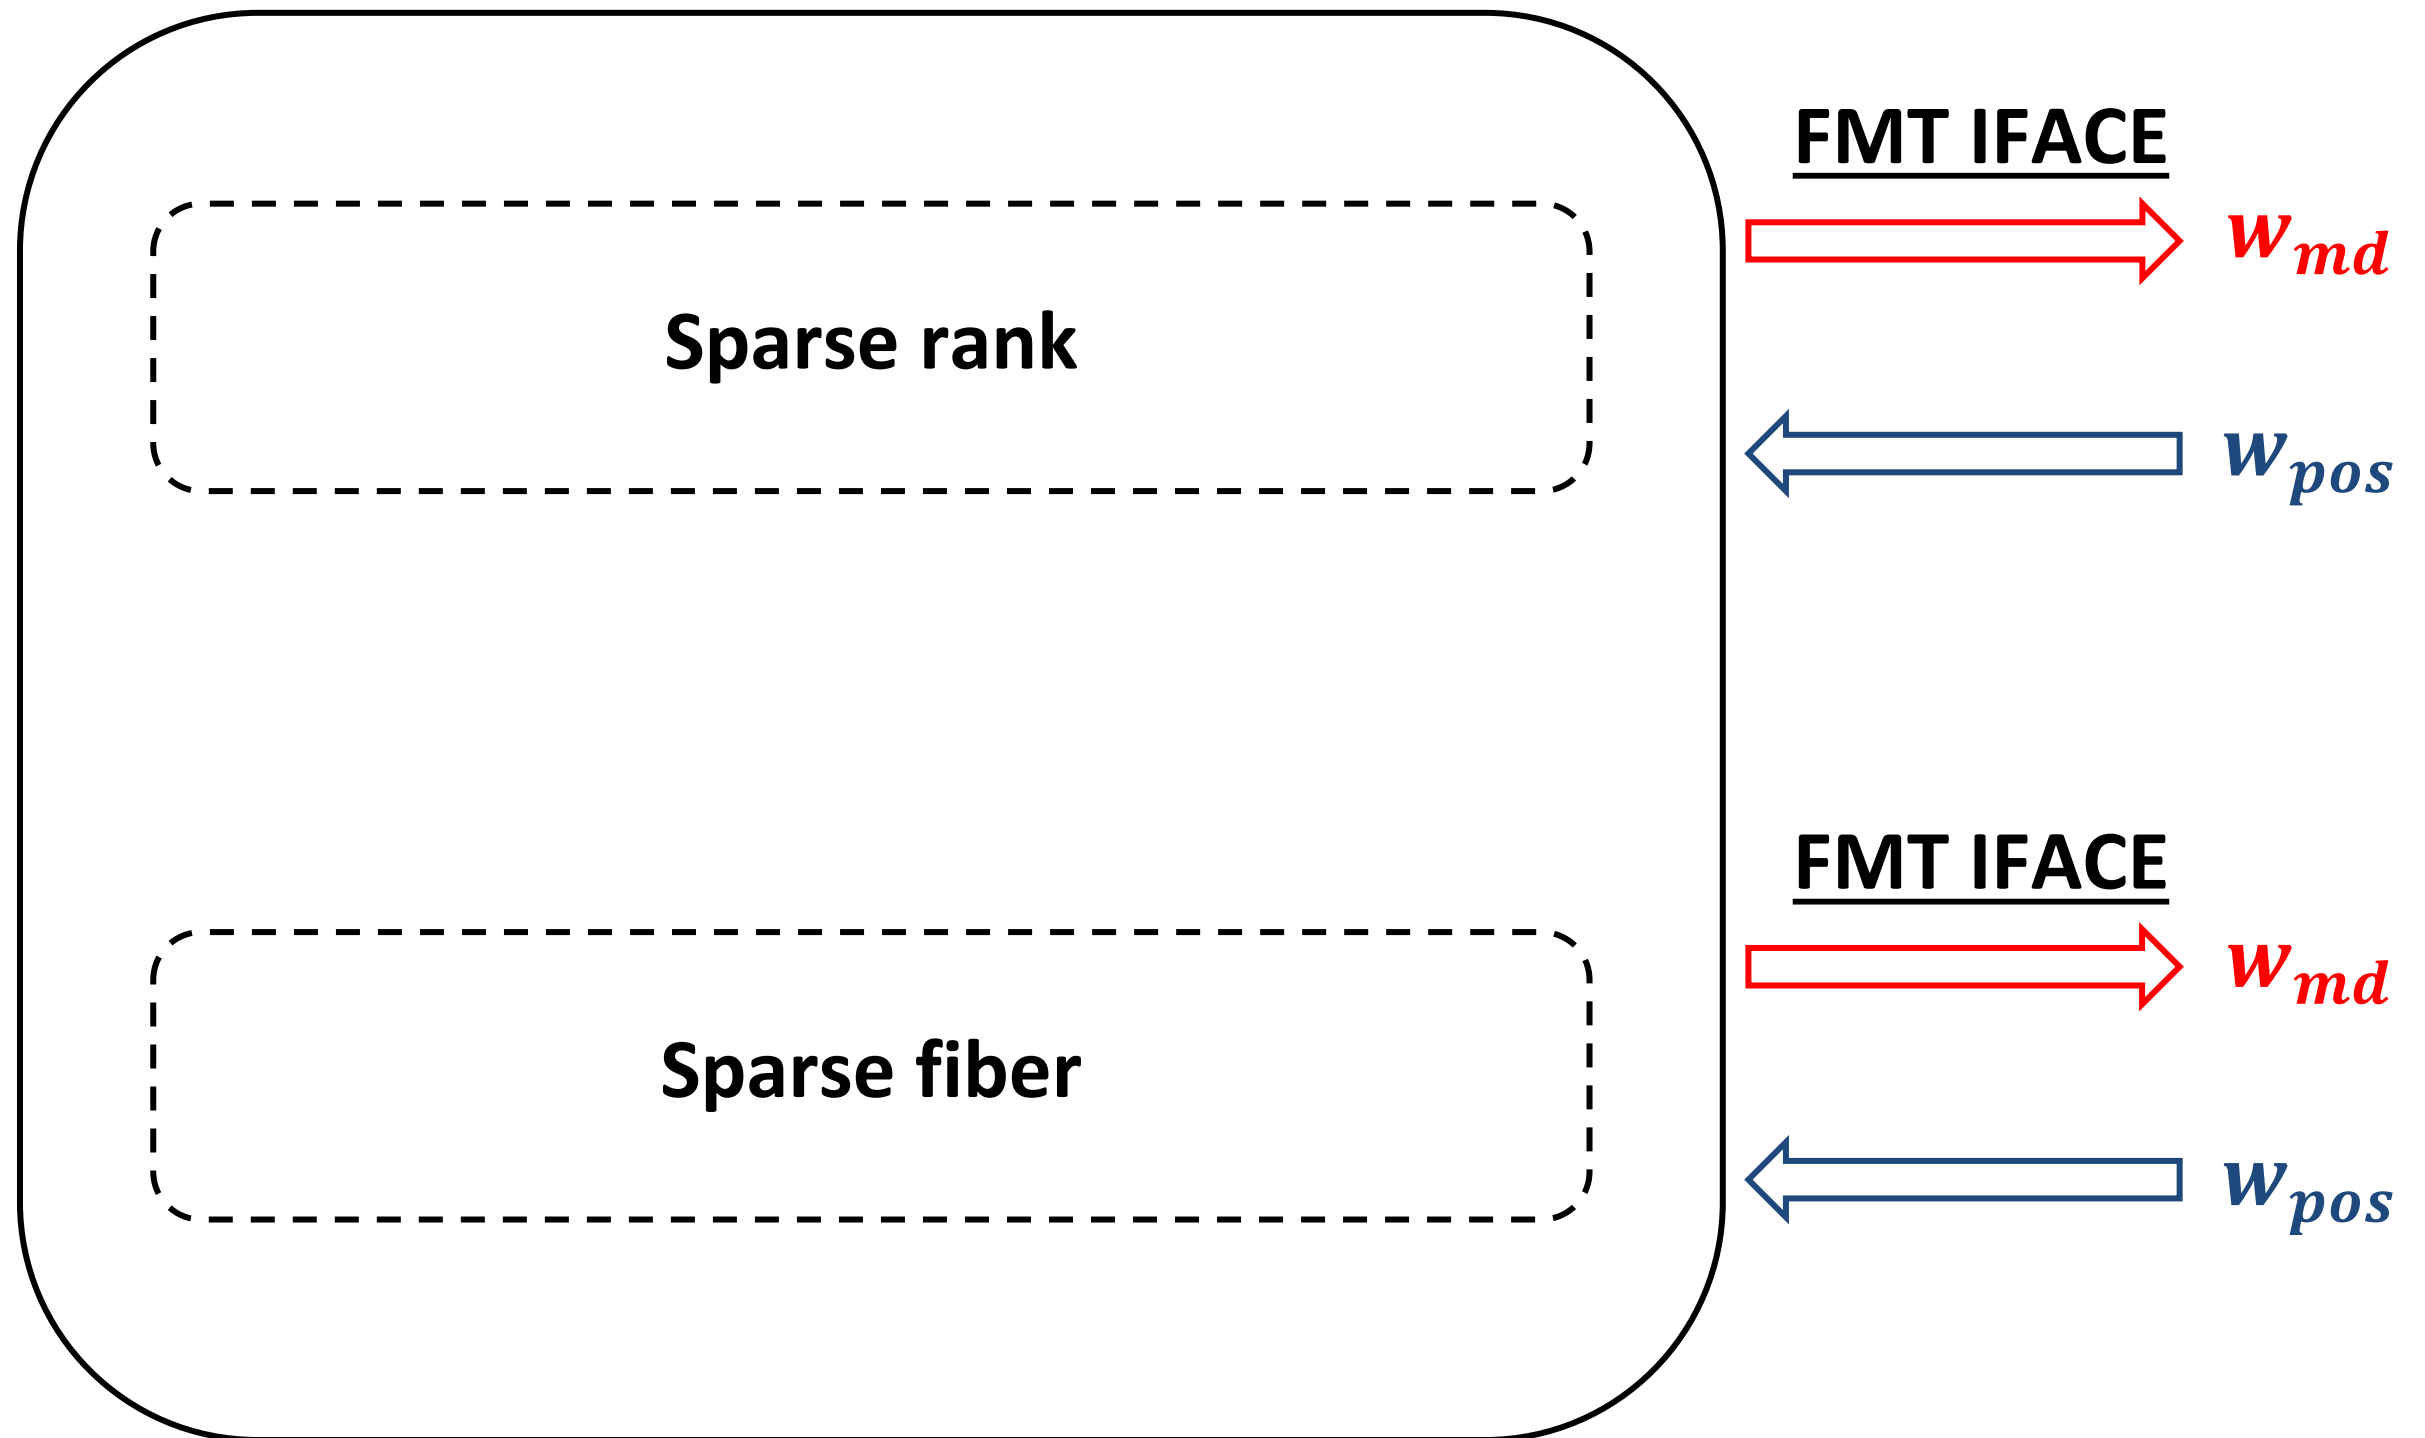 FMT IFACE
w_md
Sparse rank
w_pos
FMT IFACE
w_md
Sparse fiber
w_pos